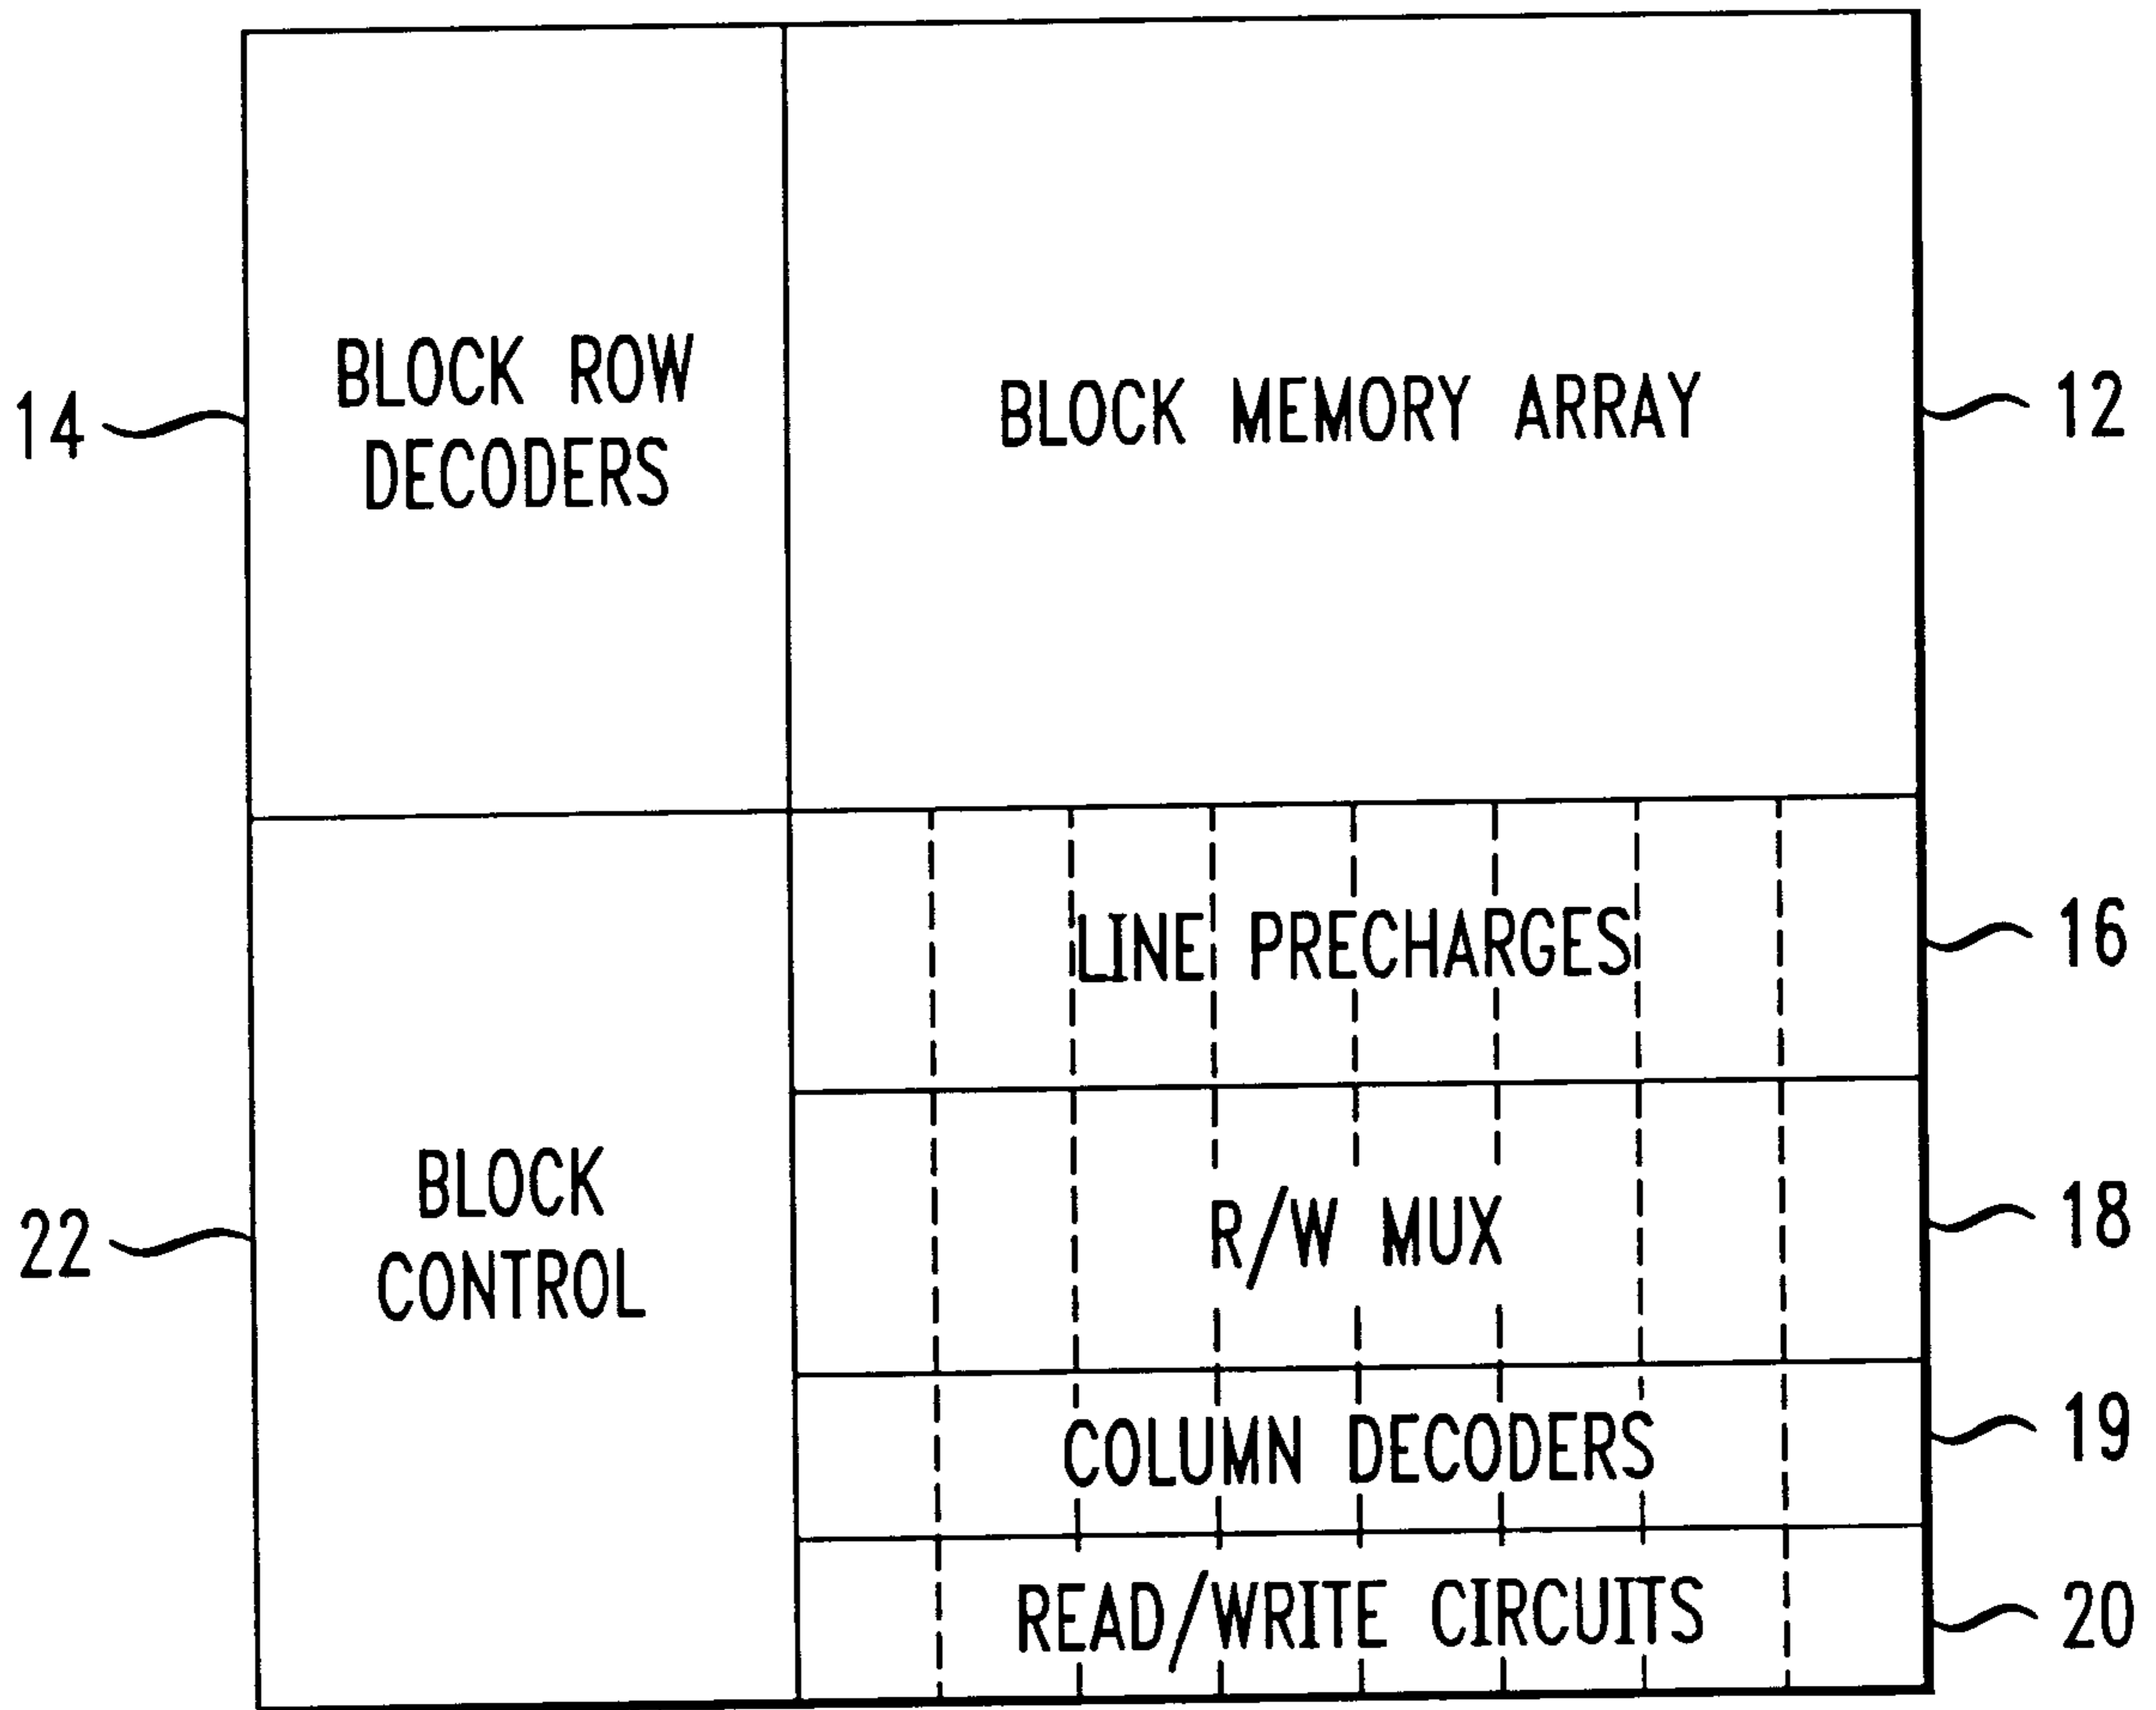 BLOCK ROW
DECODERS
14
BLOCK MEMORY ARRAY
12
LINE PRECHARGES
16
BLOCK
CONTROL
22
R/W MUX
18
COLUMN DECODERS
19
READ/WRITE CIRCUITS
20